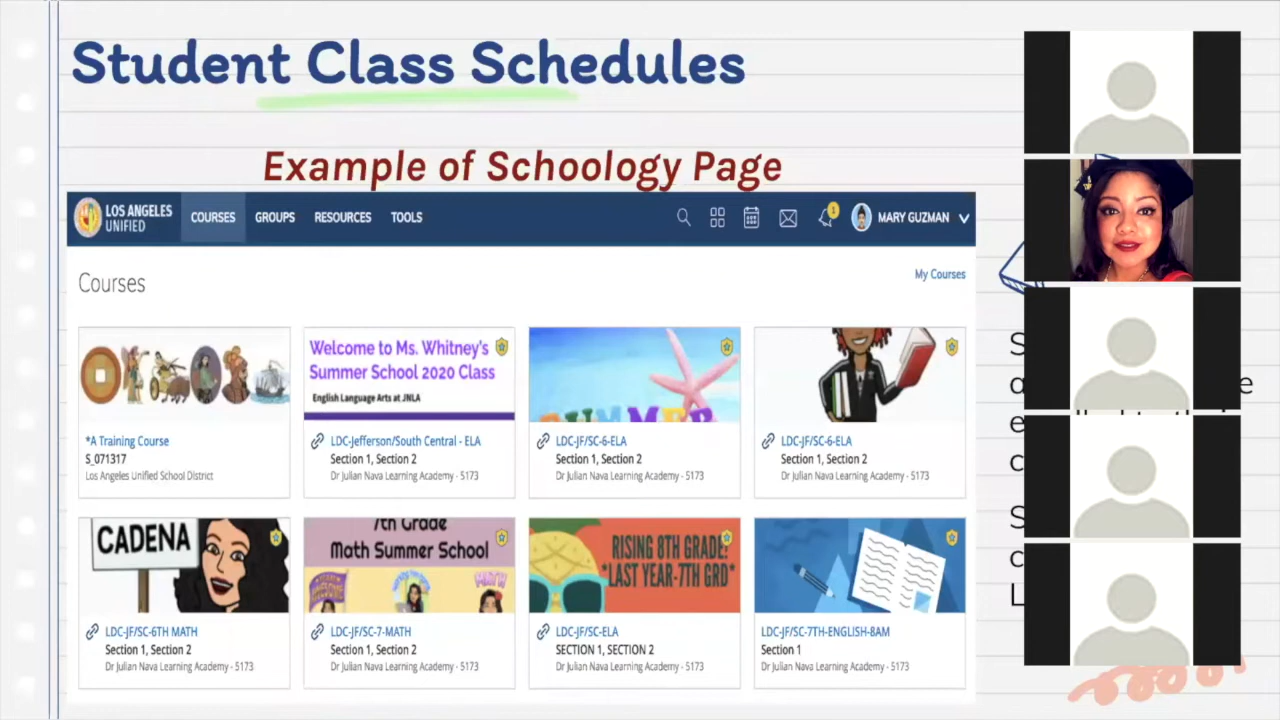 Student Class Schedules
Example of Schoology Page
LOS ANGELES
UNIFIED
COURSES
GROUPS
RESOURCES
TOOLS
1
MARY GUZMAN
Courses
My Courses
Welcome to Ms. Whitney's
Summer School 2020 Class
English Language Arts at JNLA
*A Training Course
S_071317
Los Angeles Unified School District
LDC-Jefferson/South Central - ELA
Section 1, Section 2
Dr Julian Nava Learning Academy - 5173
LDC-JF/SC-6-ELA
Section 1, Section 2
Dr Julian Nava Learning Academy - 5173
LDC-JF/SC-6-ELA
Section 1, Section 2
Dr Julian Nava Learning Academy - 5173
CADENA
7th Grade
Math Summer School
MATH
RISING 8TH GRADE!
*LAST YEAR-7TH GRD*
LDC-JF/SC-6TH MATH
Section 1, Section 2
Dr Julian Nava Learning Academy - 5173
LDC-JF/SC-7-MATH
Section 1, Section 2
Dr Julian Nava Learning Academy - 5173
LDC-JF/SC-ELA
SECTION 1, SECTION 2
Dr Julian Nava Learning Academy - 5173
LDC-JF/SC-7TH-ENGLISH-8AM
Section 1
Dr Julian Nava Learning Academy - 5173